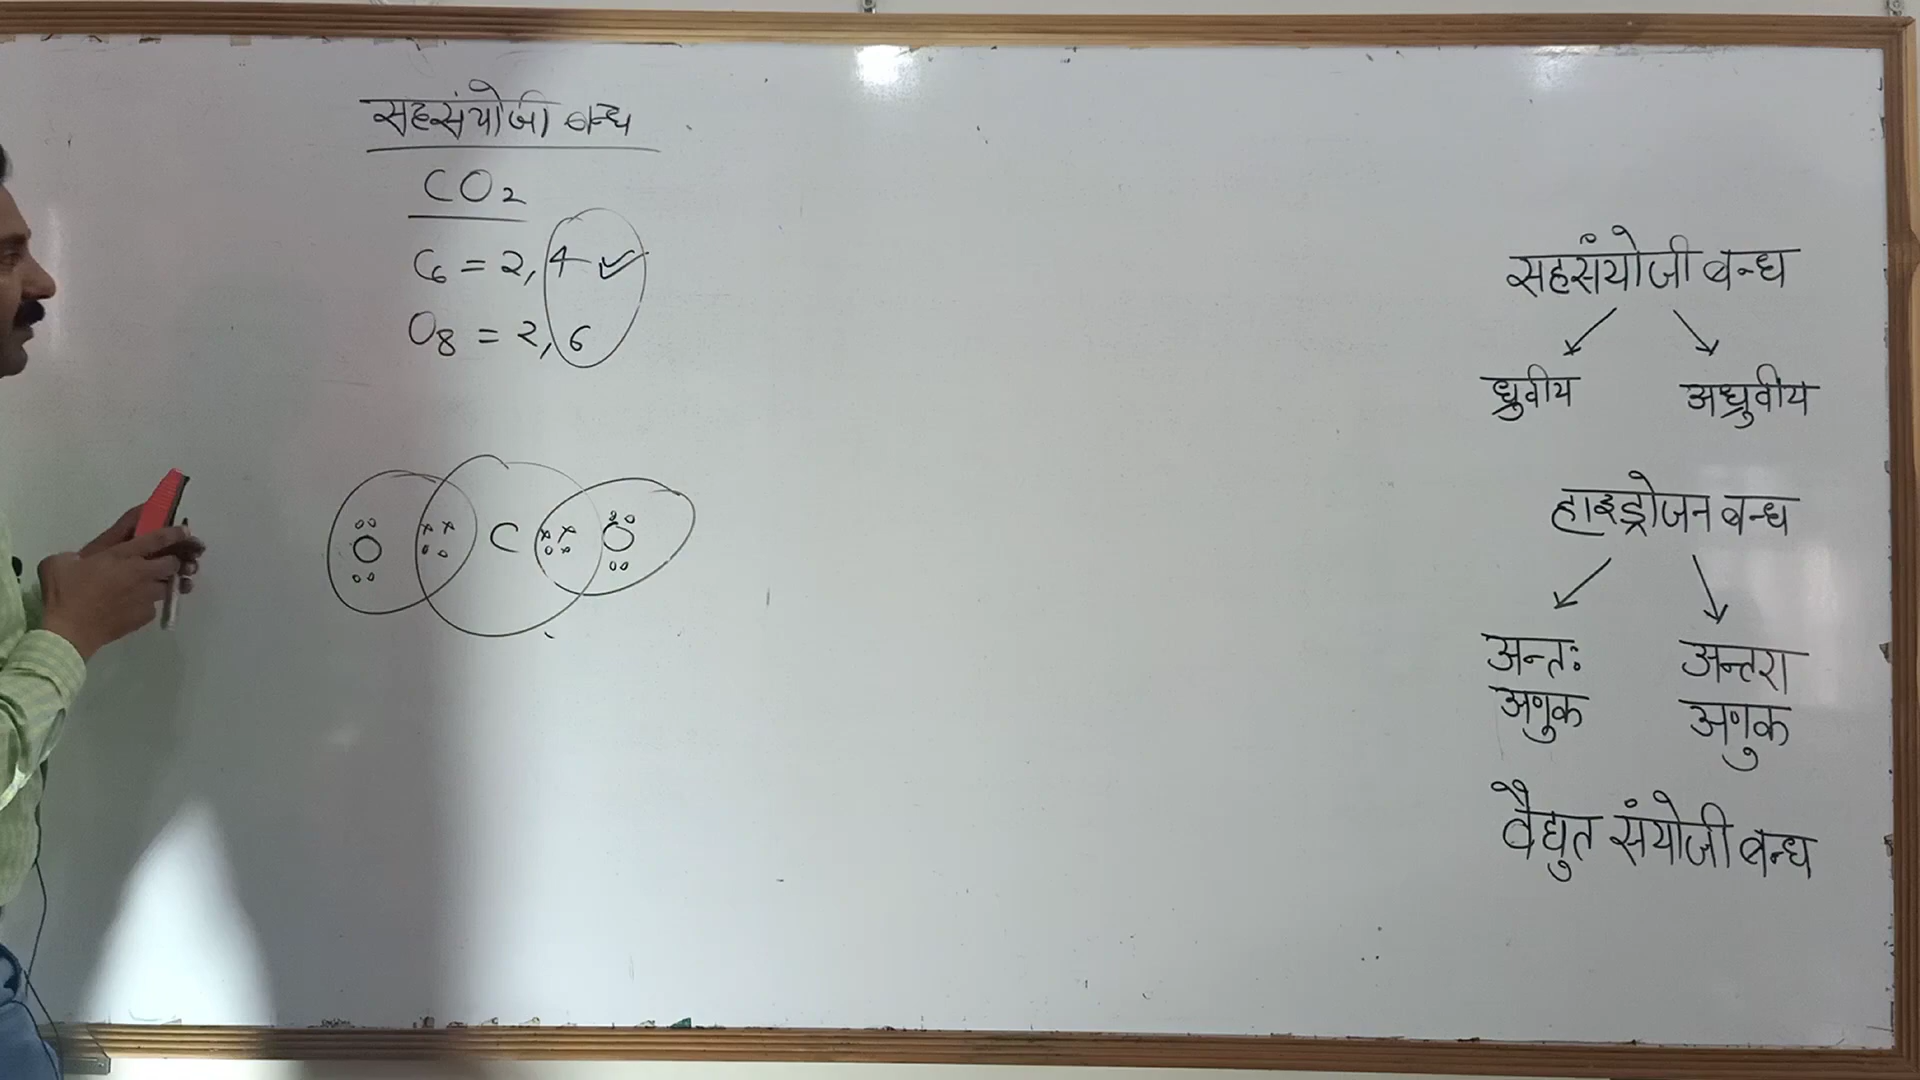 सहसंयोजी बन्ध
CO₂
C₆ = 2, 4 ✓
O₈ = 2, 6
O C O
सहसंयोजी बन्ध
ध्रुवीय अध्रुवीय
हाइड्रोजन बन्ध
अन्तः अन्तरा
अणुक अणुक
वैद्युत संयोजी बन्ध